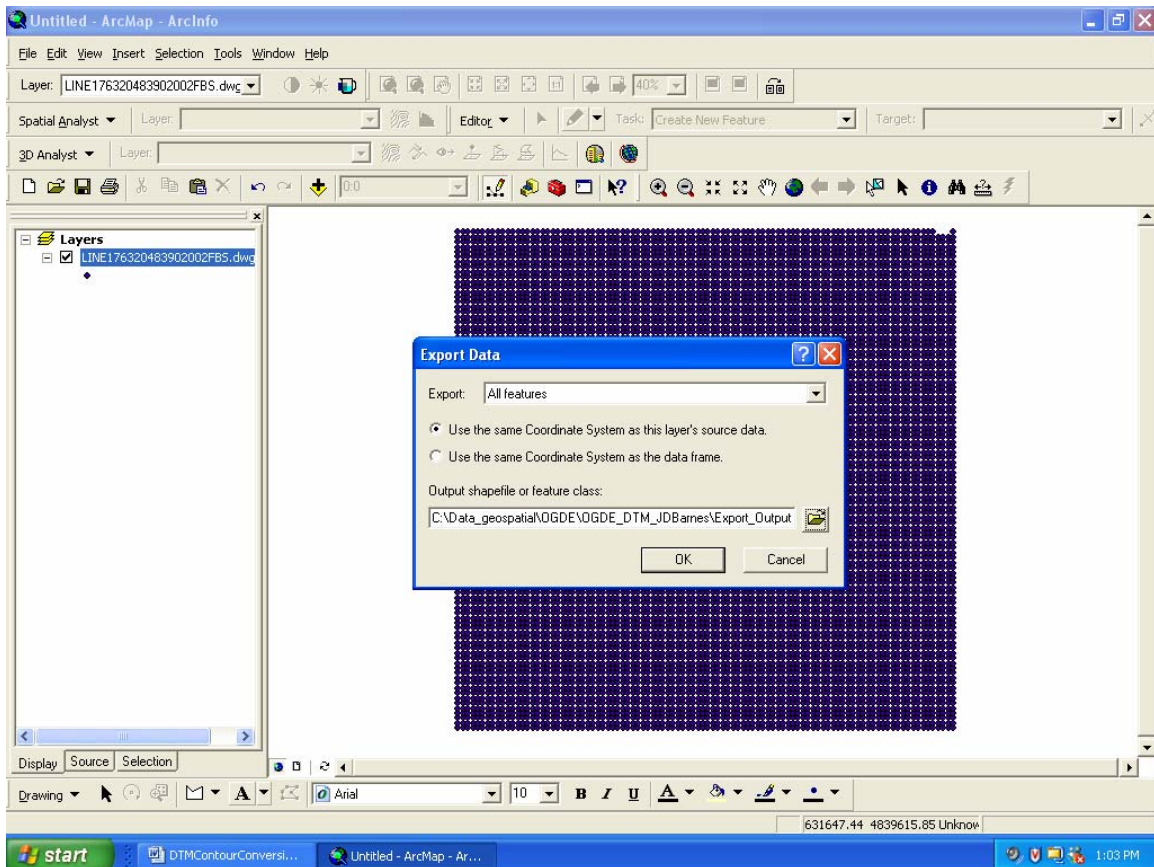 Untitled - ArcMap - ArcInfo
File Edit View Insert Selection Tools Window Help
Layer: LINE176320483902002FBS.dwg 40%
Spatial Analyst Layer: Editor Task: Create New Feature Target:
3D Analyst Layer:
0:0
Layers
LINE176320483902002FBS.dwg
Export Data
Export: All features
Use the same Coordinate System as this layer's source data.
Use the same Coordinate System as the data frame.
Output shapefile or feature class:
C:\Data_geospatial\OGDE\OGDE_DTM_JDBarnes\Export_Output
OK Cancel
Display Source Selection
Drawing A Arial 10 B I U A
631647.44 4839615.85 Unknow
start DTMContourConversi... Untitled - ArcMap - Ar... 1:03 PM